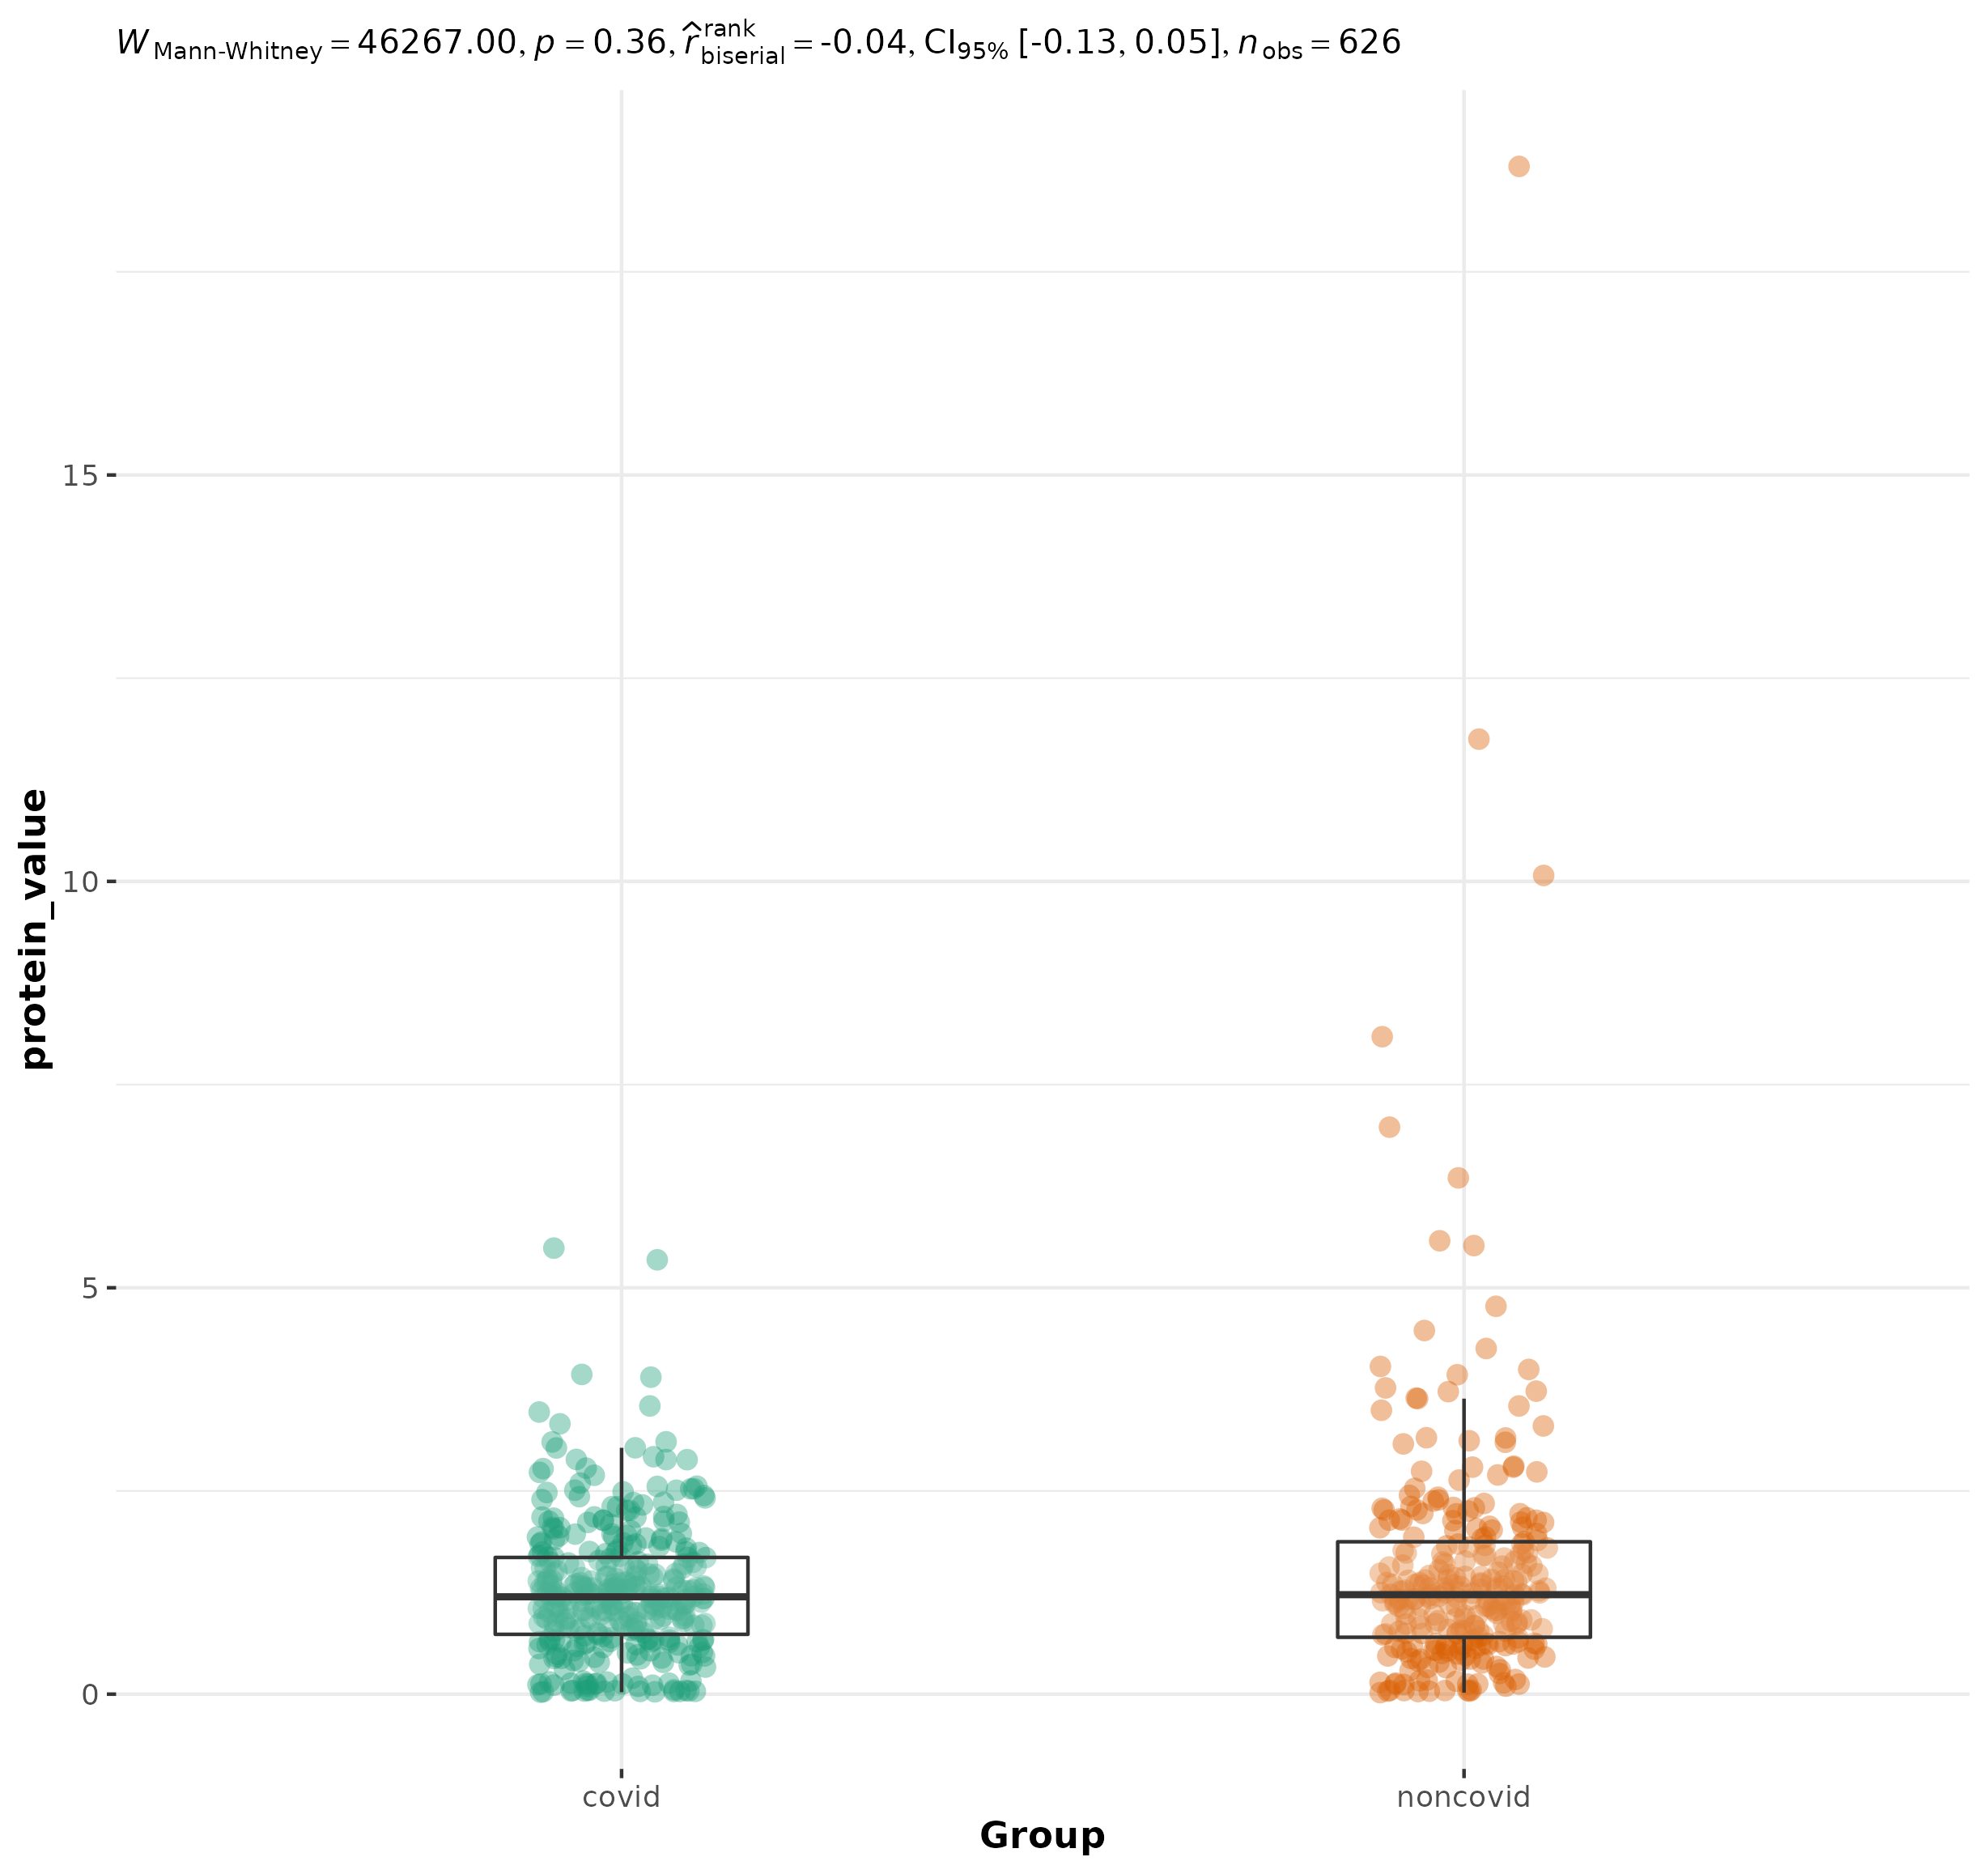 W Mann-Whitney = 46267.00, p = 0.36, r̂ rank biserial = -0.04, CI95% [-0.13, 0.05], n obs = 626
protein_value
15
10
5
0
covid noncovid
Group